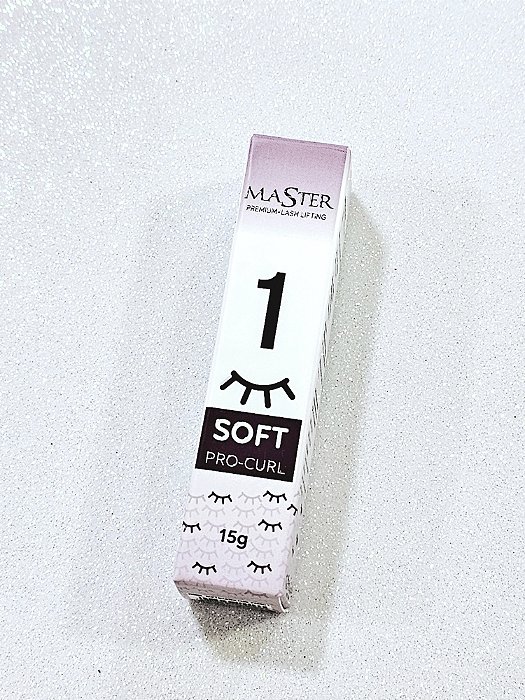 MASTER
PREMIUM•LASH LIFTING
1
SOFT
PRO-CURL
15g